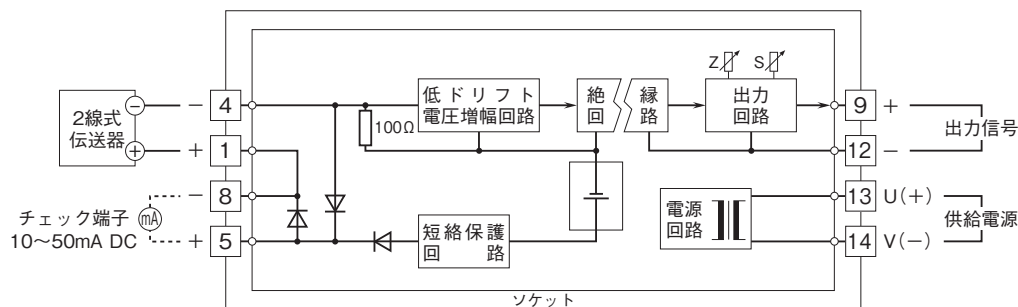 2線式
伝送器
−
+
− 4
+ 1
− 8
+ 5
チェック端子
10〜50mA DC
mA
100Ω
低ドリフト
電圧増幅回路
絶 縁
回 路
Z S
出力
回路
短絡保護
回 路
電源
回路
9 +
12 −
出力信号
13 U(+)
14 V(−)
供給電源
ソケット